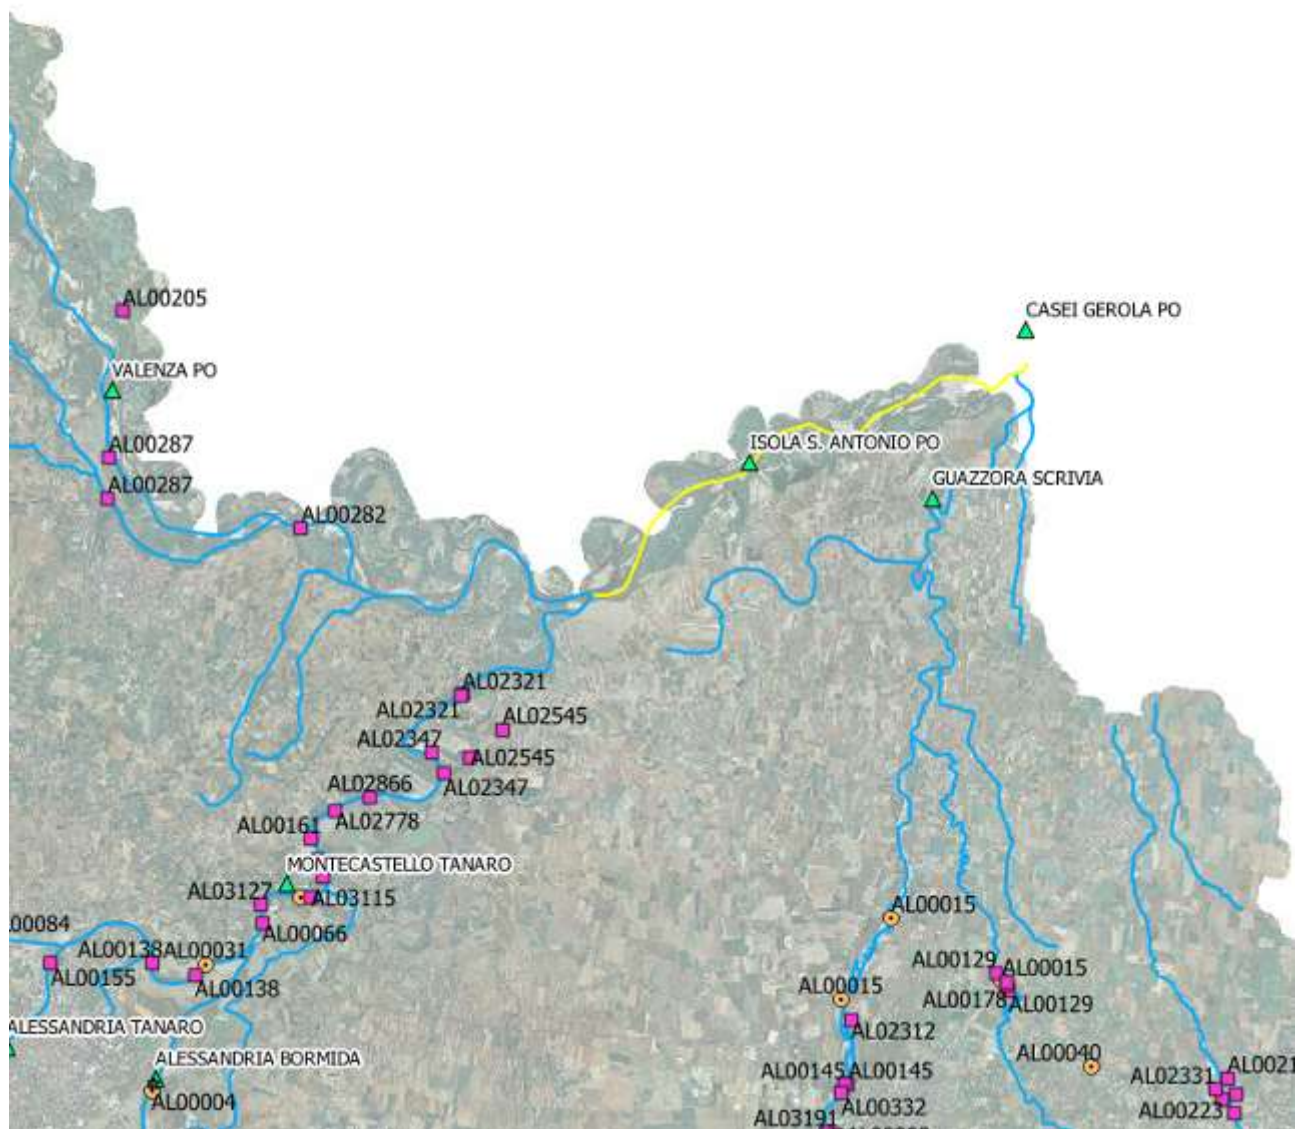 AL00205
CASEI GEROLA PO
VALENZA PO
AL00287
ISOLA S. ANTONIO PO
GUAZZORA SCRIVIA
AL00287
AL00282
AL02321
AL02321
AL02545
AL02347
AL02545
AL02866
AL02347
AL02778
AL00161
MONTECASTELLO TANARO
AL03127
AL03115
AL00015
L00084
AL00066
AL00138
AL00031
AL00129
AL00015
AL00155
AL00138
AL00178
AL00129
ALESSANDRIA TANARO
AL00015
AL02312
ALESSANDRIA BORMIDA
AL00040
AL00145
AL00145
AL02331
AL0021
AL00004
AL00332
AL00223
AL03191